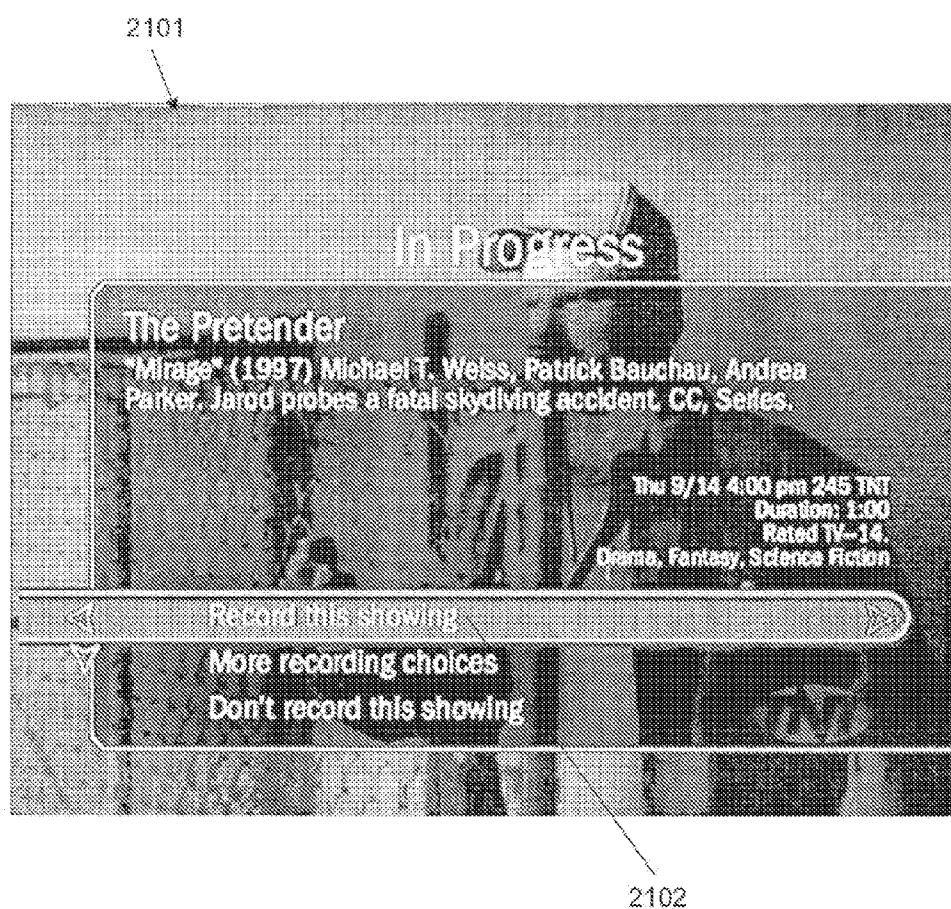 2101
In Progress
The Pretender
"Mirage" (1997) Michael T. Weiss, Patrick Bauchau, Andrea
Parker. Jarod probes a fatal skydiving accident. CC, Series.
Thu 9/14 4:00 pm 245 TNT
Duration: 1:00
Rated TV-14.
Drama, Fantasy, Science Fiction
Record this showing
More recording choices
Don't record this showing
2102